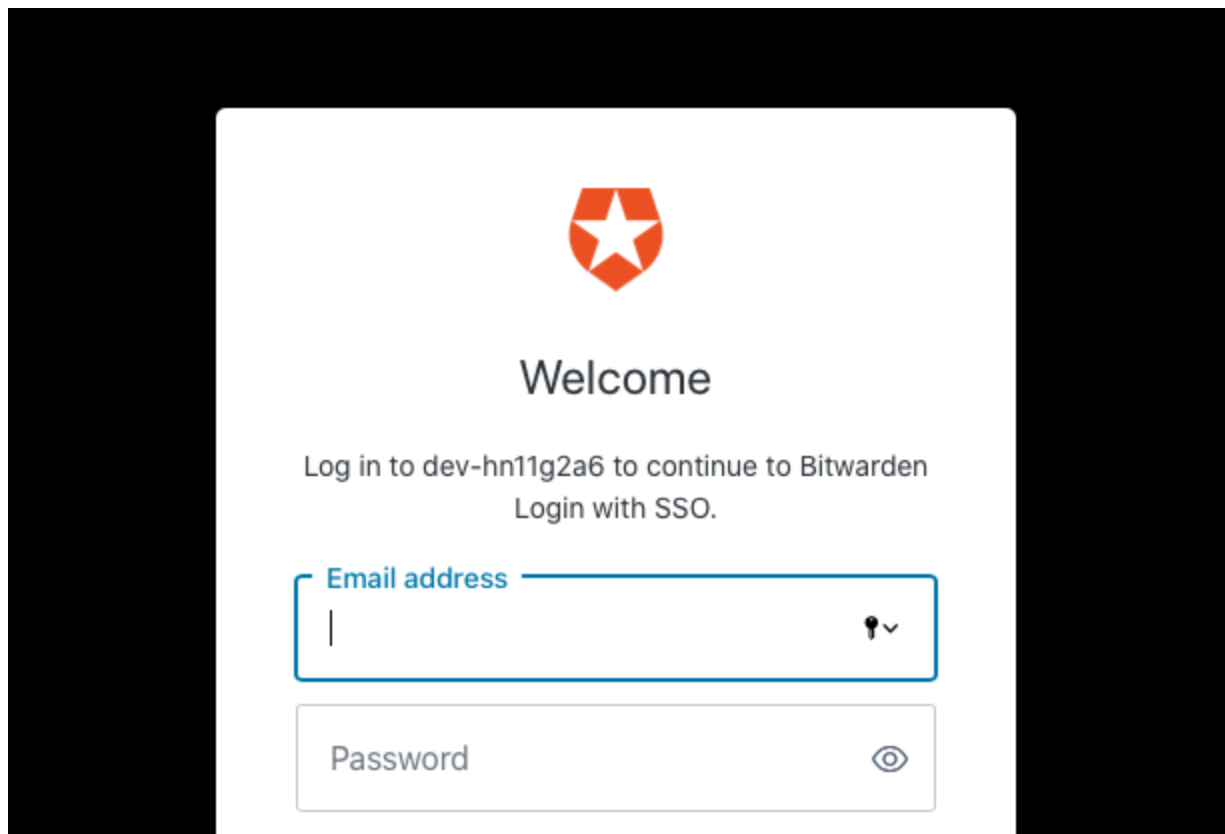 Welcome
Log in to dev-hn11g2a6 to continue to Bitwarden
Login with SSO.
Email address
Password